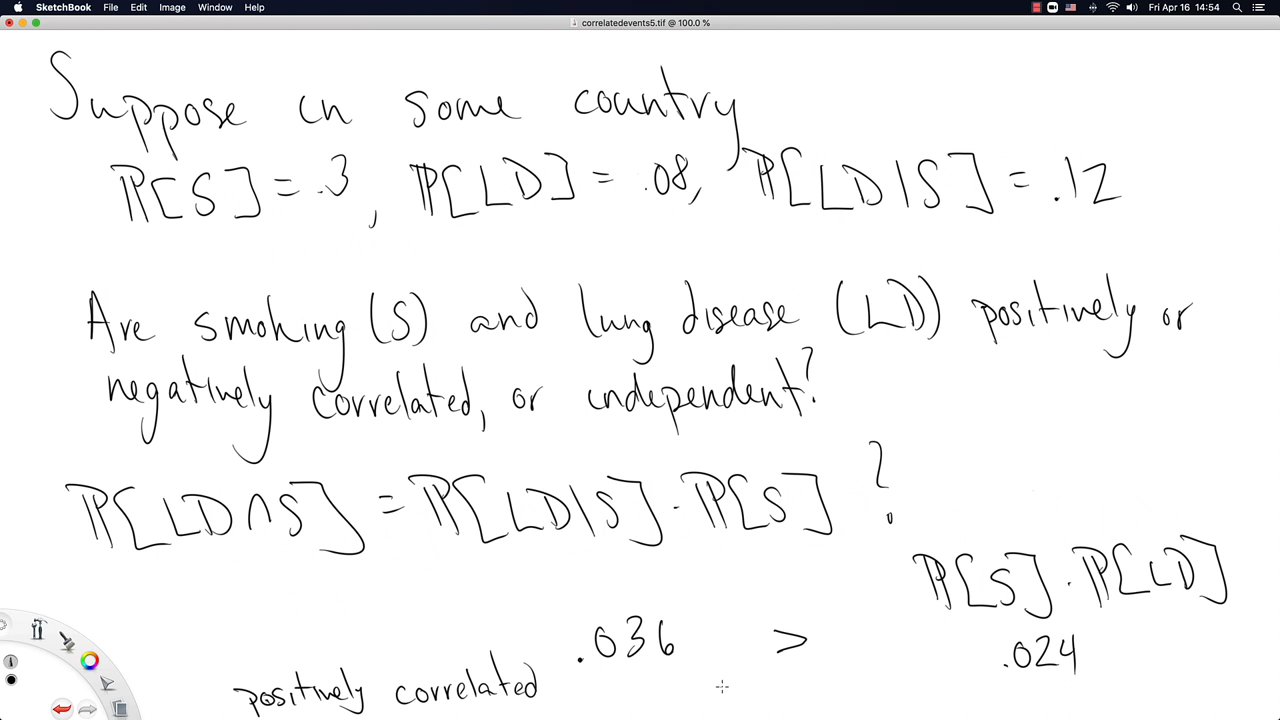 SketchBook File Edit Image Window Help Fri Apr 16 14:54
correlatedevents5.tif @ 100.0 %
Suppose in some country
ℙ[S] = .3, ℙ[LD] = .08, ℙ[LD|S] = .12
Are smoking (S) and lung disease (LD) positively or
negatively correlated, or independent?
ℙ[LD∩S] = ℙ[LD|S] · ℙ[S] ?
ℙ[S] · ℙ[LD]
.036 > .024
positively correlated